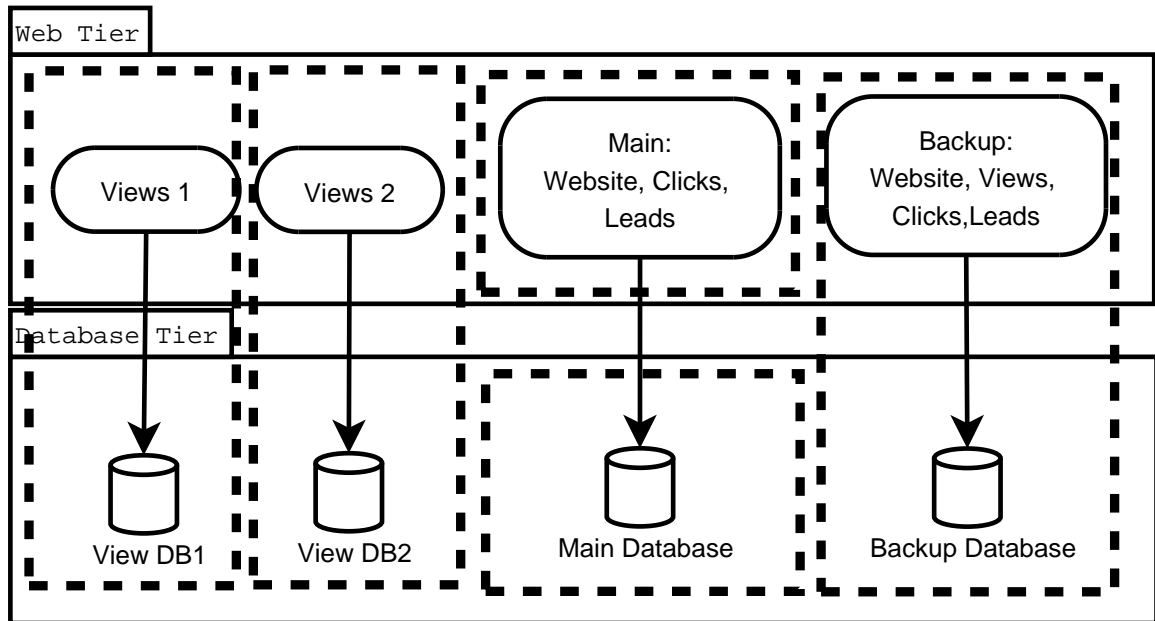 Web Tier
Views 1
Views 2
Main:
Website, Clicks,
Leads
Backup:
Website, Views,
Clicks,Leads
Database Tier
View DB1
View DB2
Main Database
Backup Database